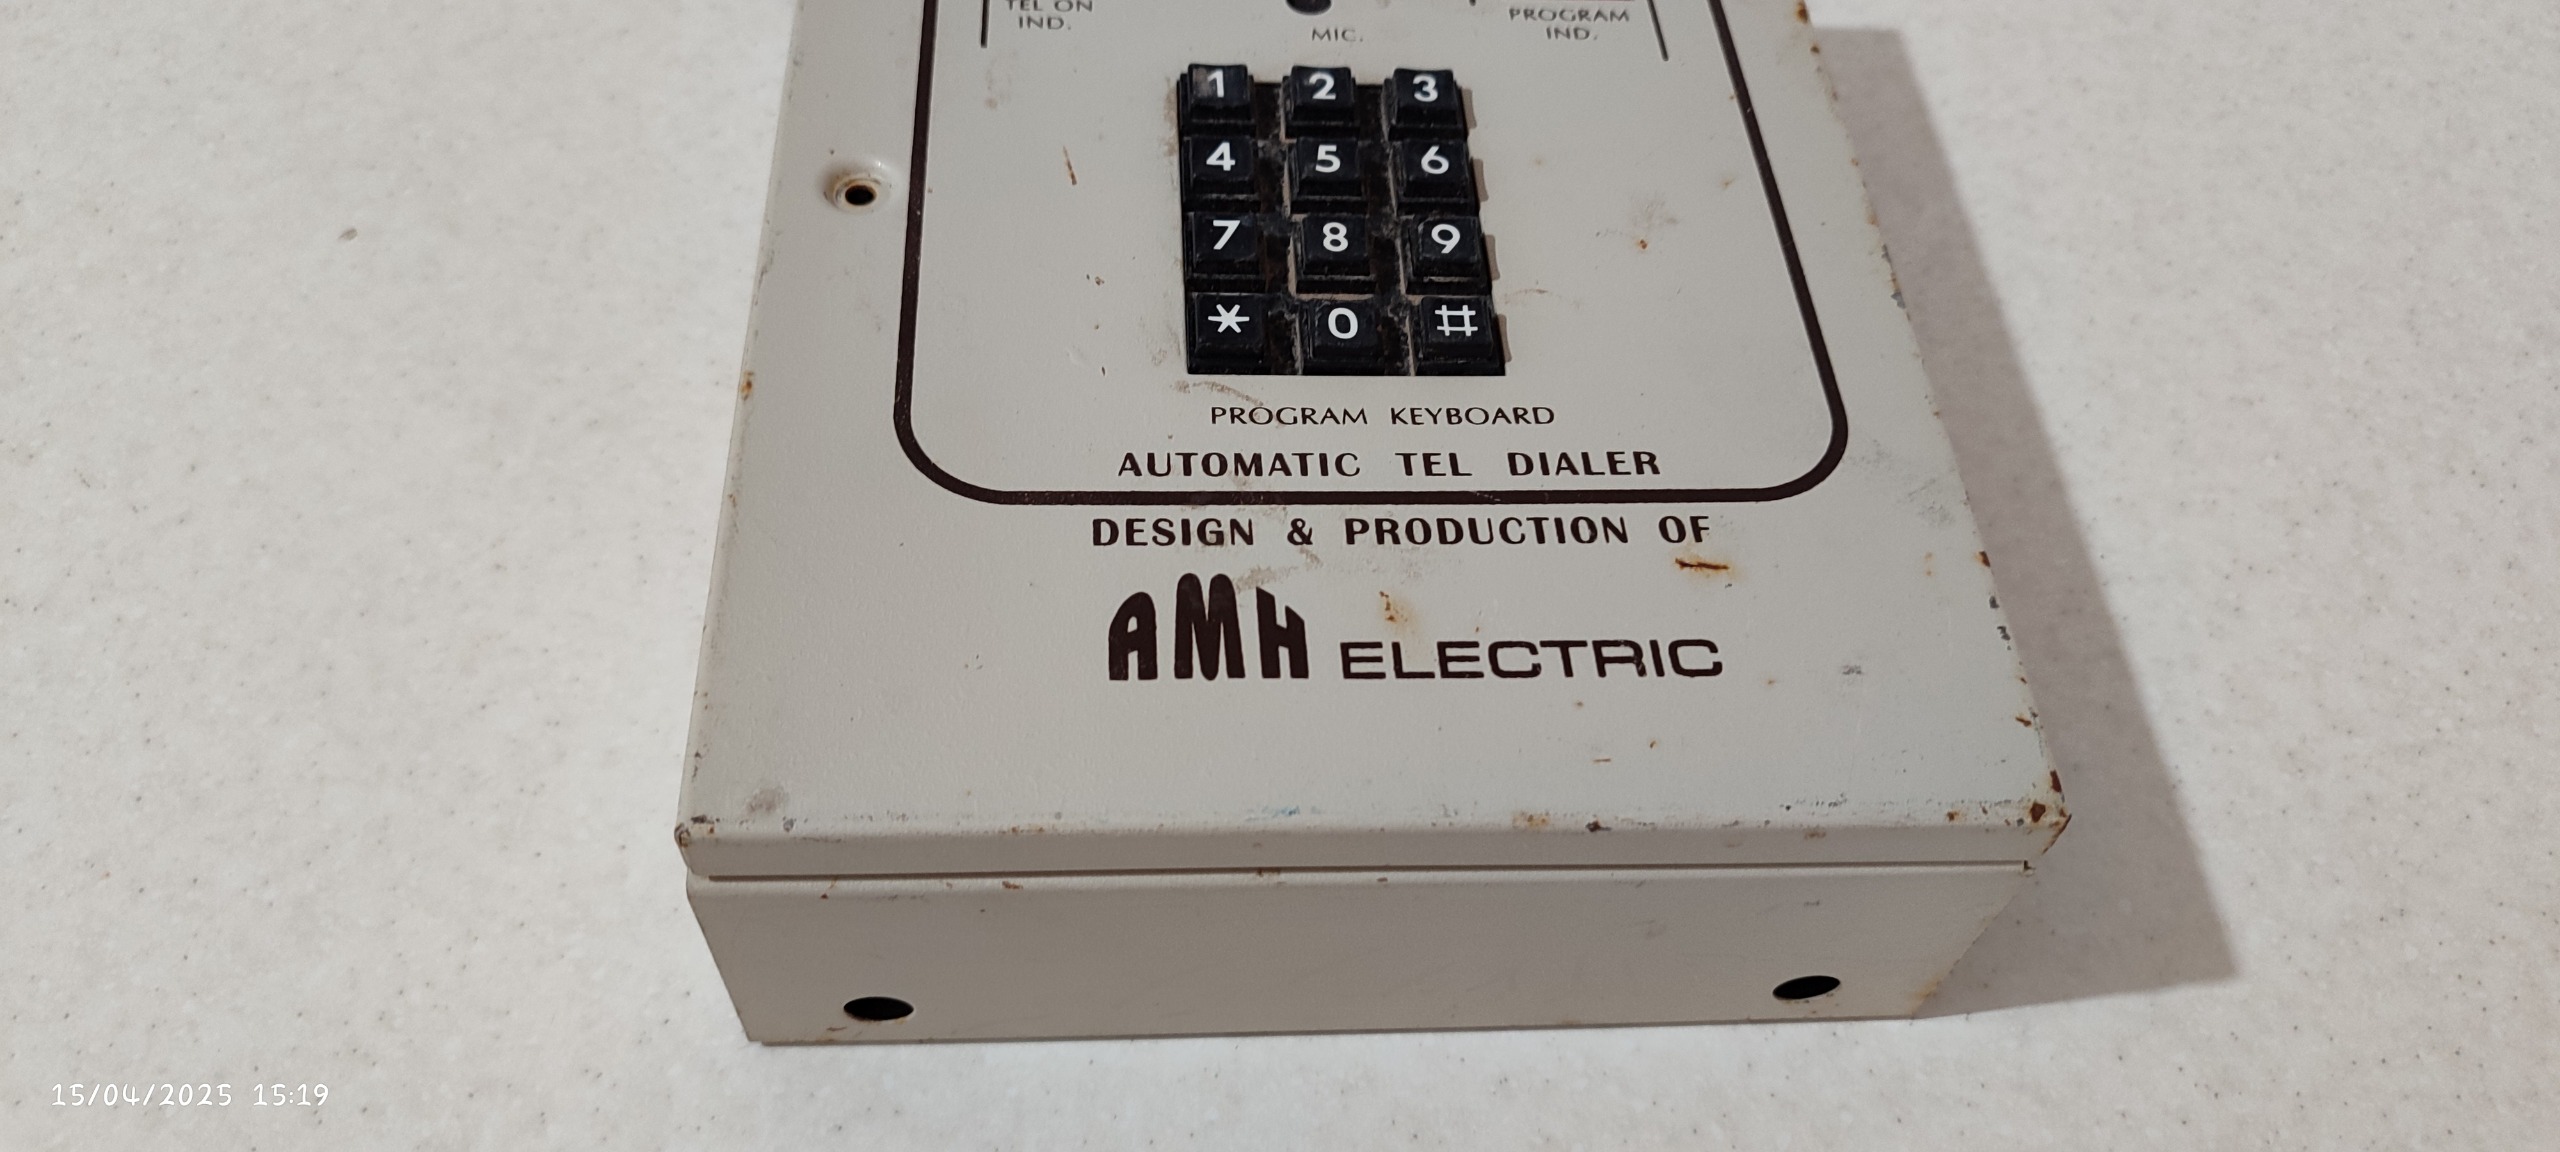 TEL ON
IND.
MIC.
PROGRAM
IND.
1 2 3
4 5 6
7 8 9
* 0 #
PROGRAM KEYBOARD
AUTOMATIC TEL DIALER
DESIGN & PRODUCTION OF
AMH ELECTRIC
15/04/2025 15:19